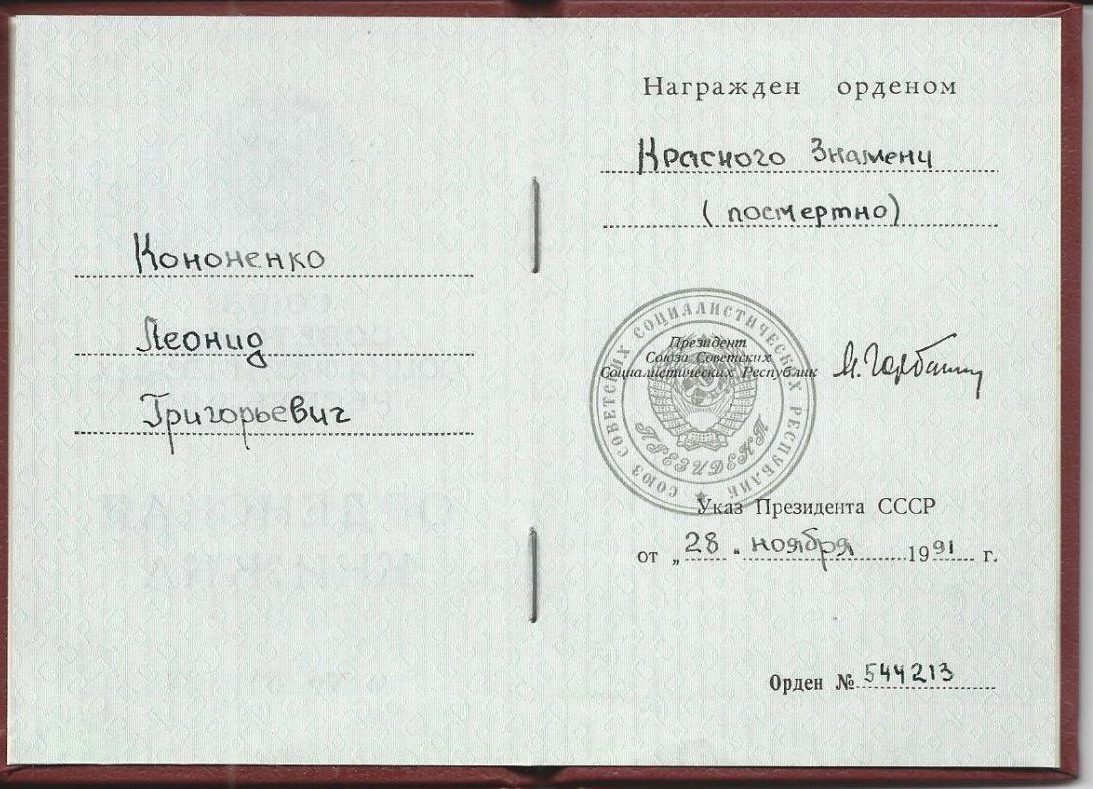 Кононенко
Леонид
Григорьевич
Награжден орденом
Красного Знамени
(посмертно)
СОЮЗ СОВЕТСКИХ СОЦИАЛИСТИЧЕСКИХ РЕСПУБЛИК
Президент
Союза Советских
Социалистических Республик
М. Горбачев
ПРЕЗИДЕНТ
Указ Президента СССР
от „ 28 " ноября 1991 г.
Орден № 544213